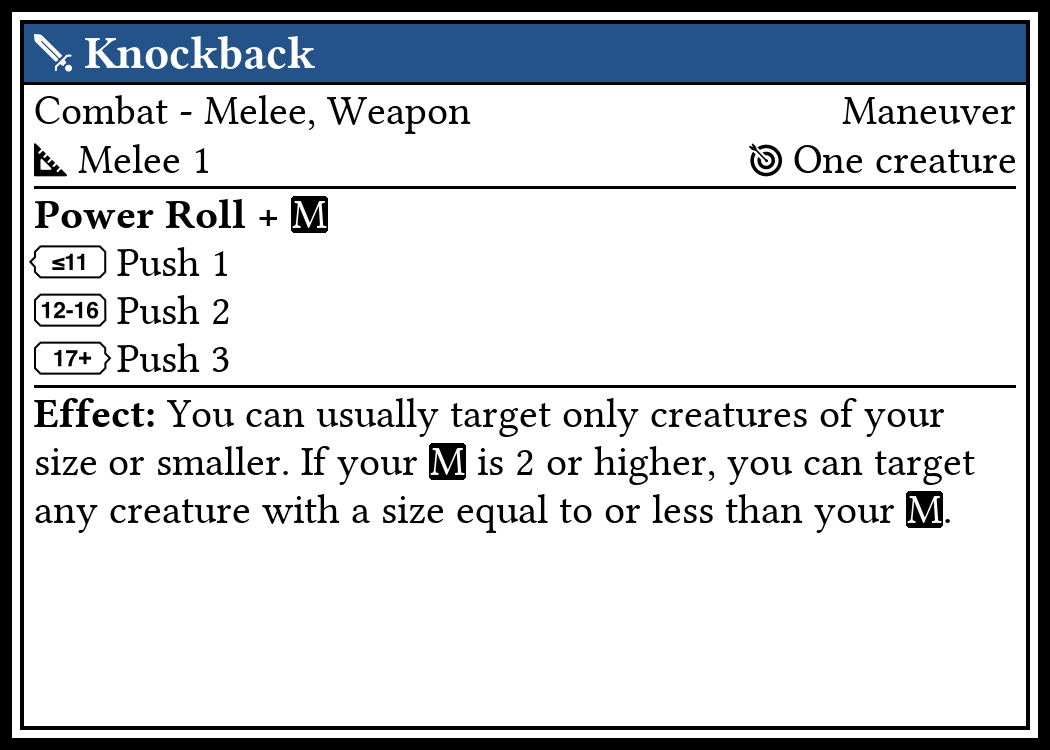 Knockback
Combat - Melee, Weapon Maneuver
Melee 1 One creature
Power Roll + M
≤11 Push 1
12-16 Push 2
17+ Push 3
Effect: You can usually target only creatures of your
size or smaller. If your M is 2 or higher, you can target
any creature with a size equal to or less than your M.